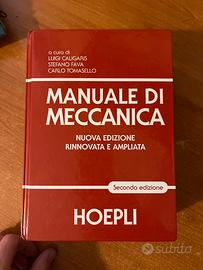 a cura di
LUIGI CALIGARIS
STEFANO FAVA
CARLO TOMASELLO
MANUALE DI
MECCANICA
NUOVA EDIZIONE
RINNOVATA E AMPLIATA
Seconda edizione
HOEPLI
subito